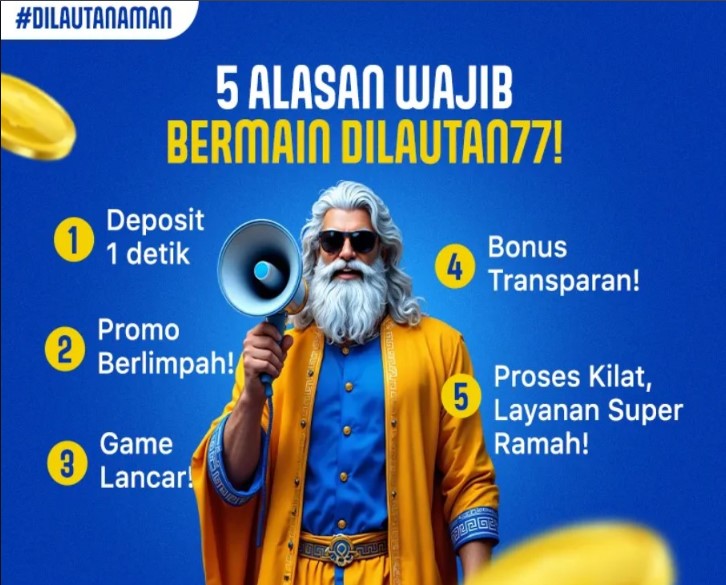 #DILAUTANAMAN
5 ALASAN WAJIB
BERMAIN DILAUTAN77!
1 Deposit
1 detik
2 Promo
Berlimpah!
3 Game
Lancar!
4 Bonus
Transparan!
5 Proses Kilat,
Layanan Super
Ramah!